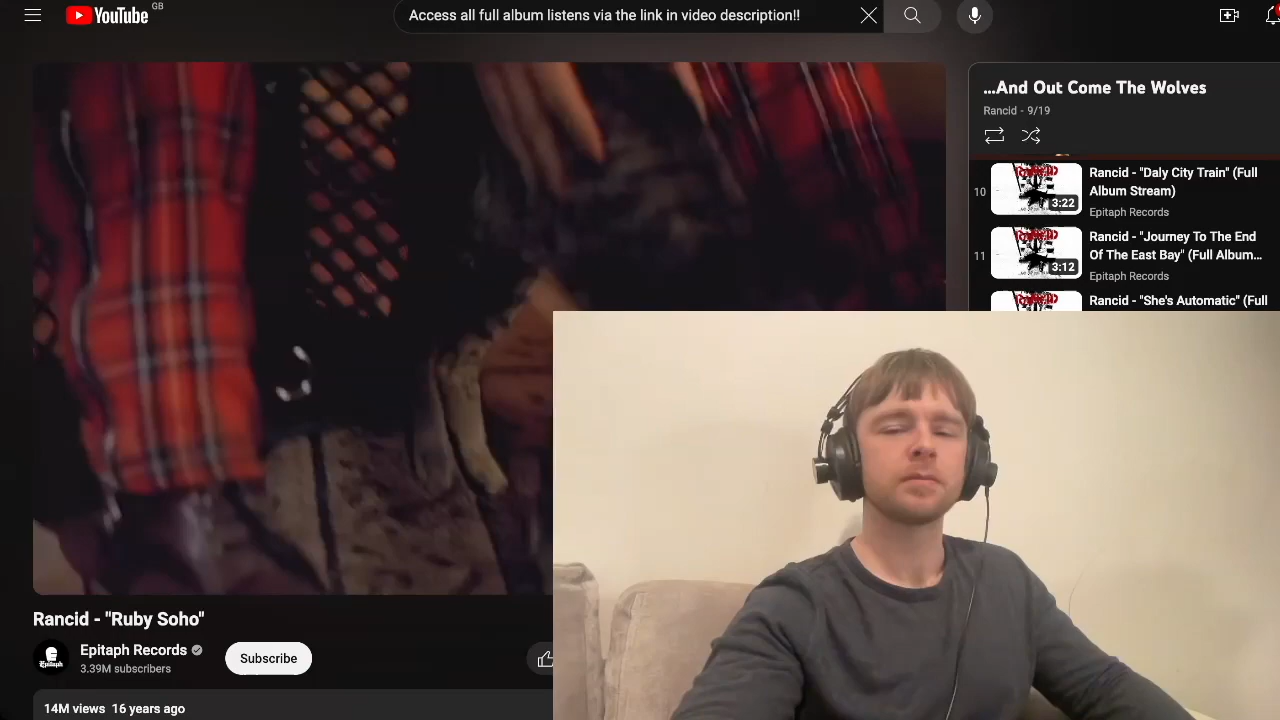 YouTube
GB
Access all full album listens via the link in video description!!
...And Out Come The Wolves
Rancid - 9/19
10
Rancid - "Daly City Train" (Full
Album Stream)
3:22
Epitaph Records
11
Rancid - "Journey To The End
Of The East Bay" (Full Album...
3:12
Epitaph Records
Rancid - "She's Automatic" (Full
Rancid - "Ruby Soho"
Epitaph Records
3.39M subscribers
Subscribe
14M views 16 years ago